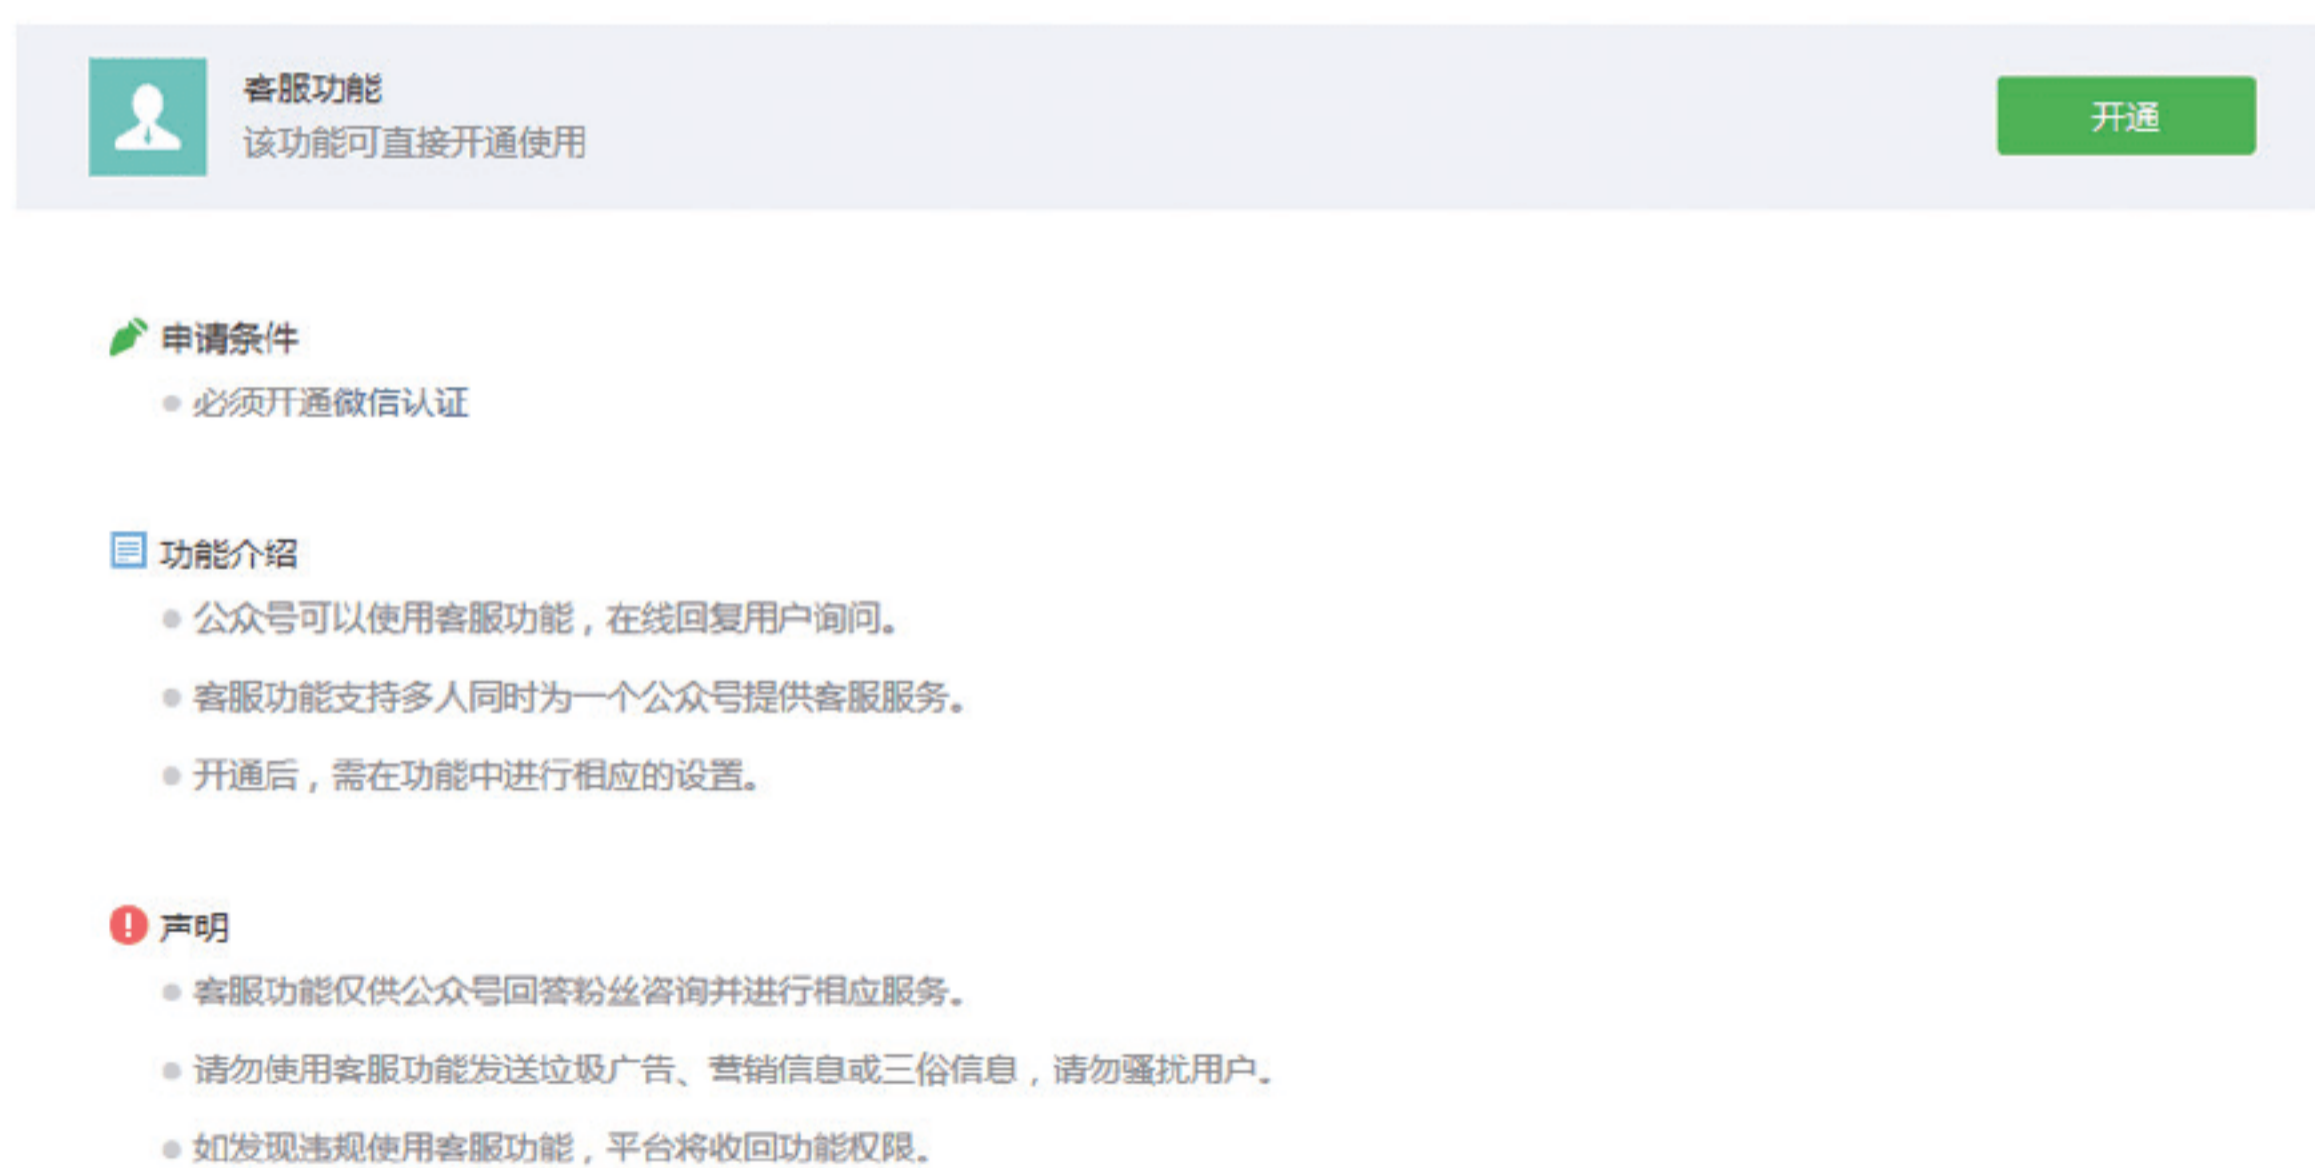 客服功能
该功能可直接开通使用
开通
申请条件
必须开通微信认证
功能介绍
公众号可以使用客服功能，在线回复用户询问。
客服功能支持多人同时为一个公众号提供客服服务。
开通后，需在功能中进行相应的设置。
声明
客服功能仅供公众号回答粉丝咨询并进行相应服务。
请勿使用客服功能发送垃圾广告、营销信息或三俗信息，请勿骚扰用户。
如发现违规使用客服功能，平台将收回功能权限。